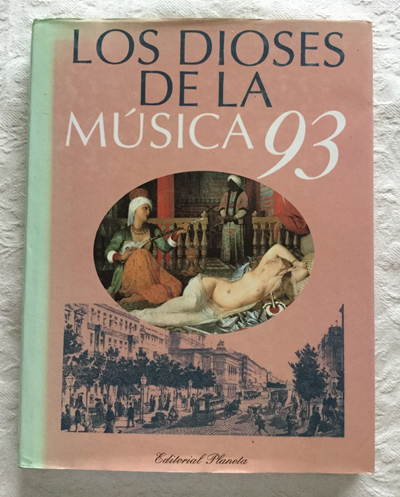 LOS DIOSES
DE LA
MÚSICA 93
Editorial Planeta